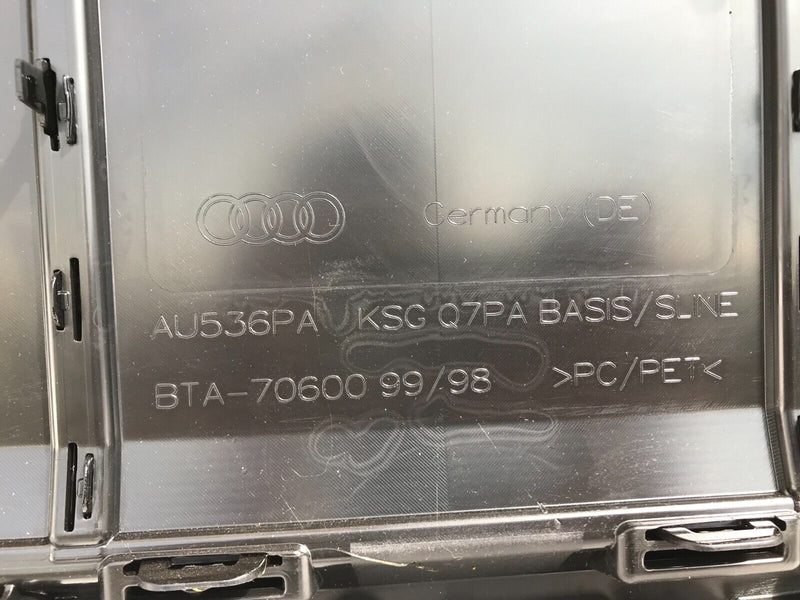 Germany (DE)
AU536PA KSG Q7PA BASIS/SLINE
BTA-70600 99/98 >PC/PET<